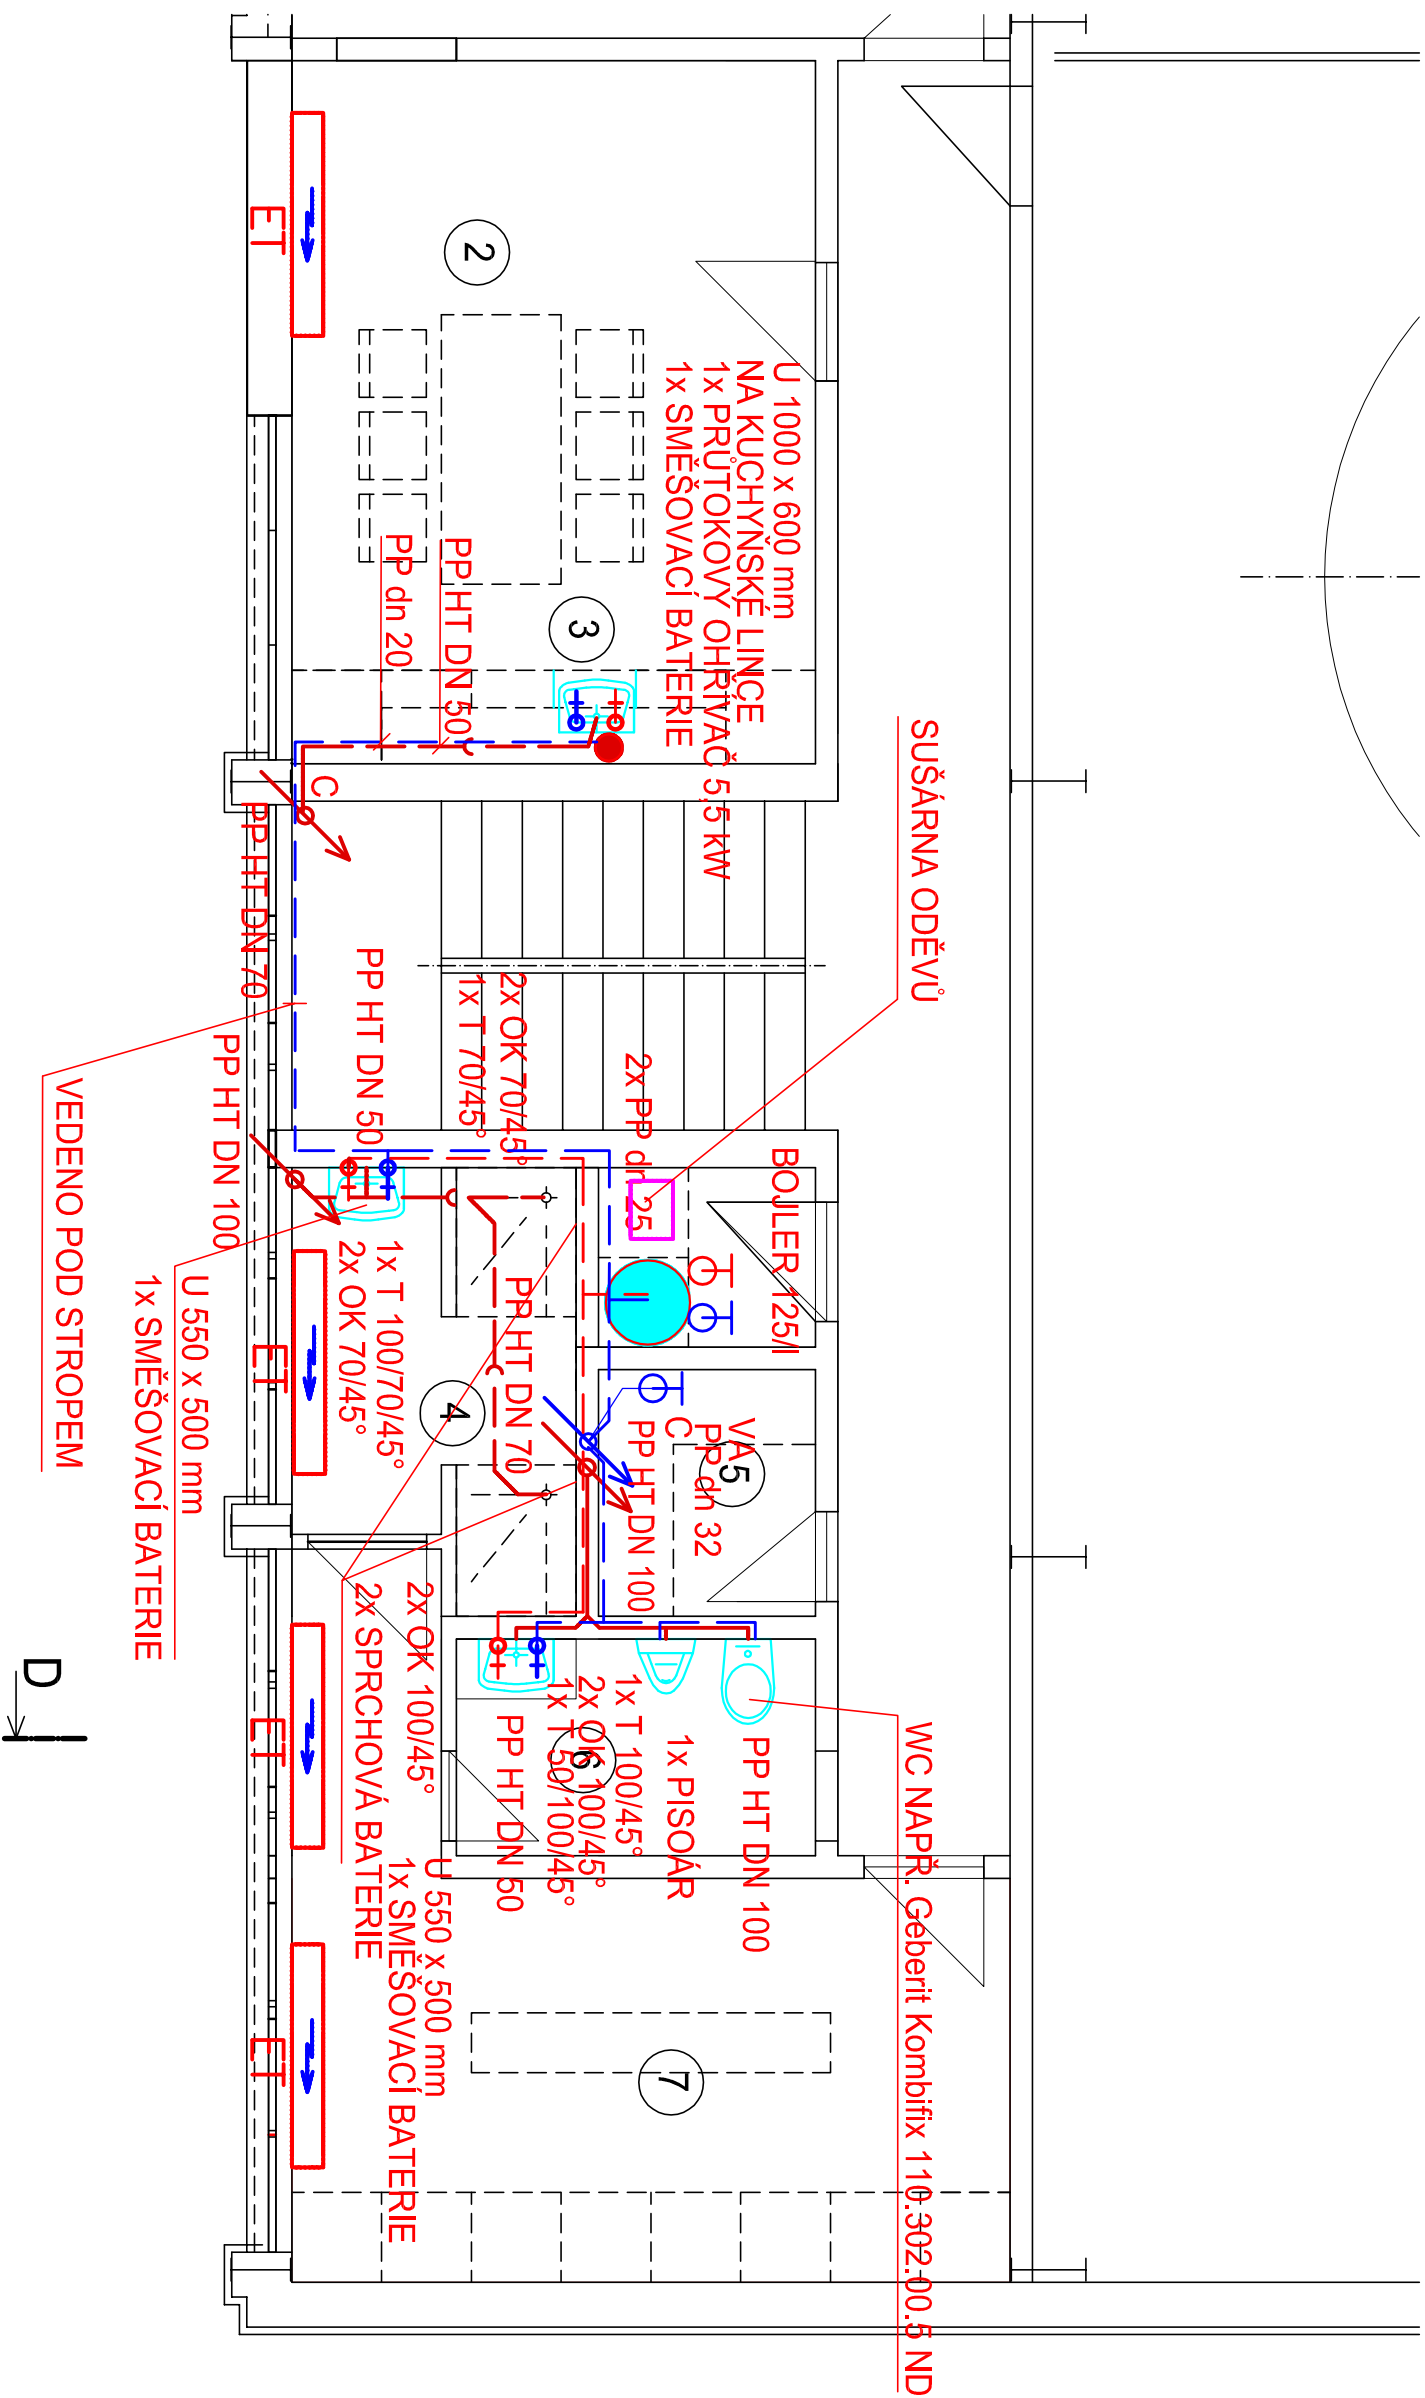 U 1000 x 600 mm
NA KUCHYŇSKÉ LINCE
1x PRŮTOKOVÝ OHŘÍVAČ 5,5 kW
1x SMĚŠOVACÍ BATERIE
2
3
ET
PP HT DN 50
PP dn 20
C
PP HT DN 70
SUŠÁRNA ODĚVŮ
PP HT DN 50
2x OK 70/45°
1x T 70/45°
2x PP dn 25
BOJLER 125/l
PP HT DN 100
VEDENO POD STROPEM
U 550 x 500 mm
1x SMĚŠOVACÍ BATERIE
1x T 100/70/45°
2x OK 70/45°
ET
PP HT DN 70
4
VA
PP dn 32
C
PP HT DN 100
5
2x OK 100/45°
2x SPRCHOVÁ BATERIE
U 550 x 500 mm
1x SMĚŠOVACÍ BATERIE
ET
1x T 100/45°
2x OK 100/45°
1x T 50/100/45°
6
PP HT DN 50
1x PISOÁR
PP HT DN 100
WC NAPŘ. Geberit Kombifix 110.302.00.5 ND
ET
7
D